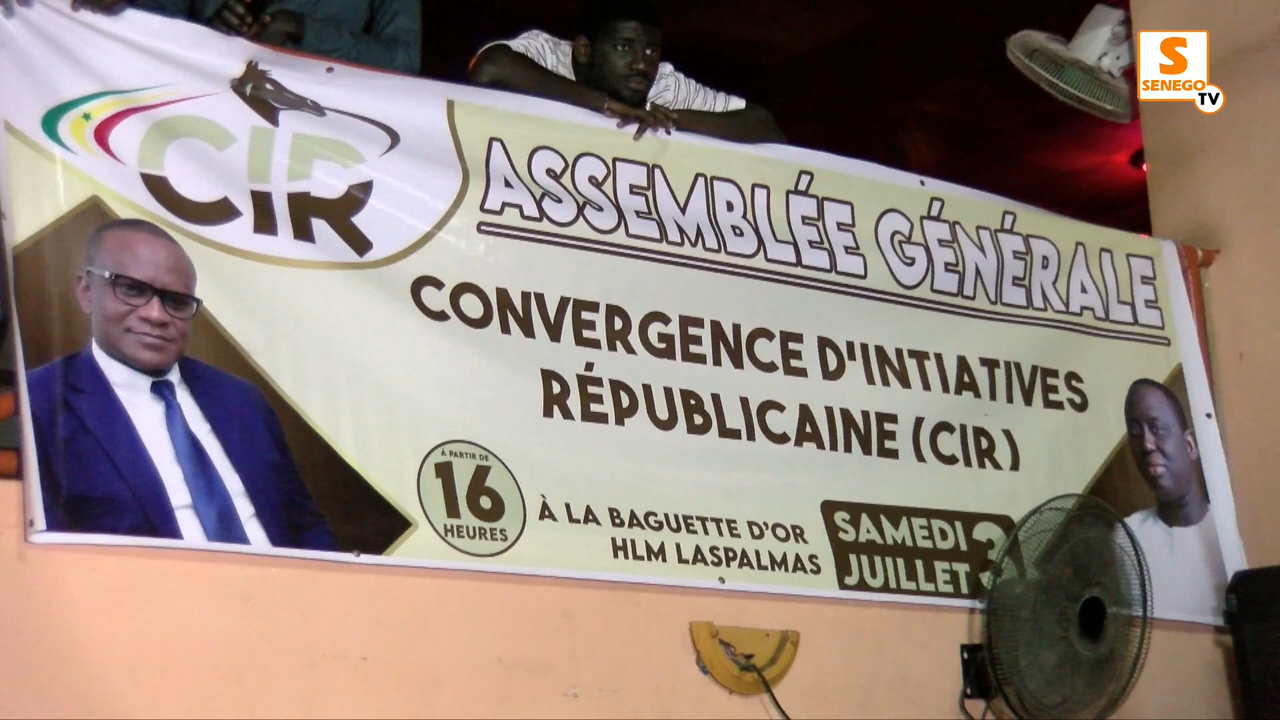 S
SENEGO
TV
CIR
ASSEMBLÉE GÉNÉRALE
CONVERGENCE D'INTIATIVES
RÉPUBLICAINE (CIR)
À PARTIR DE
16
HEURES
À LA BAGUETTE D'OR
HLM LASPALMAS
SAMEDI
JUILLET
3